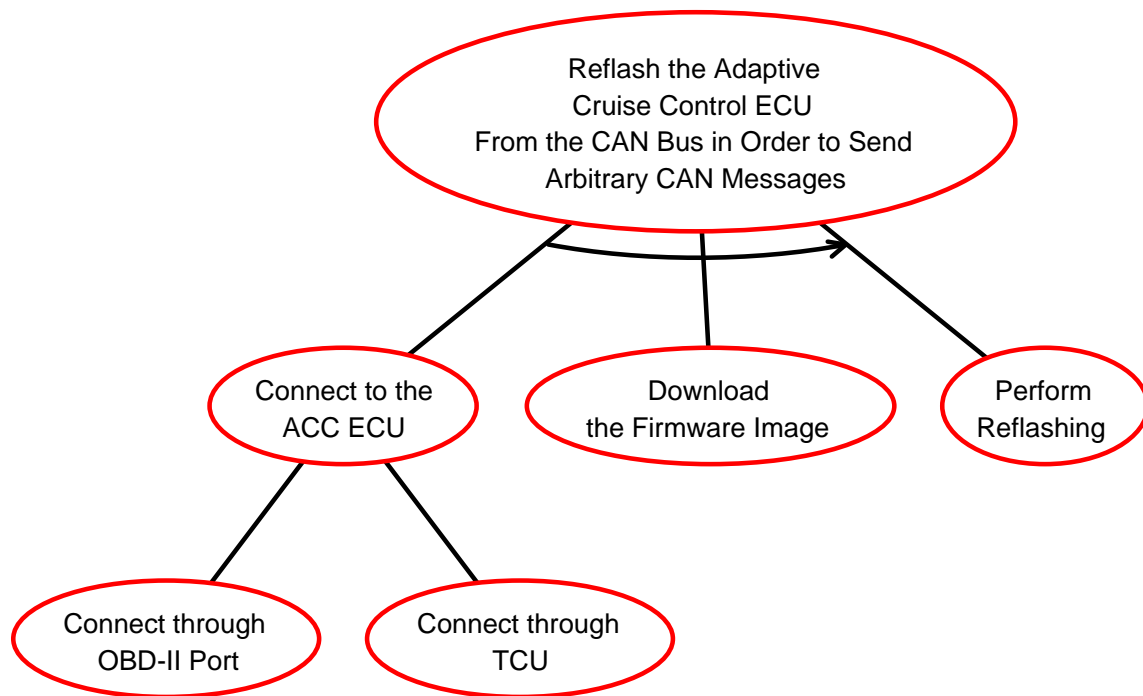 Reflash the Adaptive
Cruise Control ECU
From the CAN Bus in Order to Send
Arbitrary CAN Messages
Connect to the
ACC ECU
Download
the Firmware Image
Perform
Reflashing
Connect through
OBD-II Port
Connect through
TCU